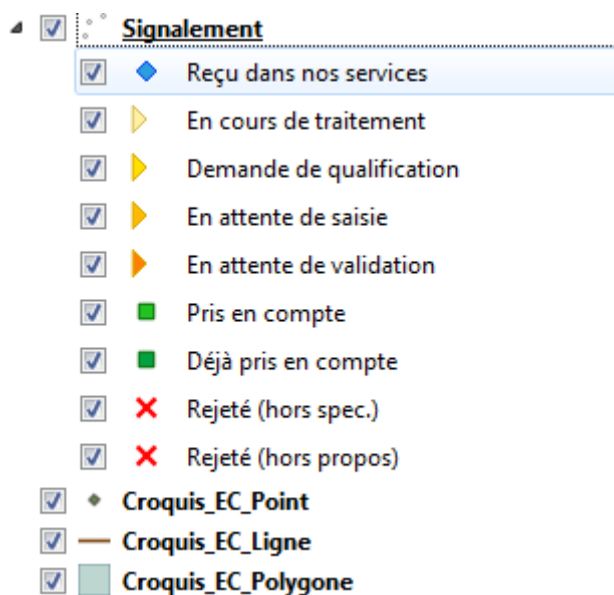 Signalement
Reçu dans nos services
En cours de traitement
Demande de qualification
En attente de saisie
En attente de validation
Pris en compte
Déjà pris en compte
Rejeté (hors spec.)
Rejeté (hors propos)
Croquis_EC_Point
Croquis_EC_Ligne
Croquis_EC_Polygone